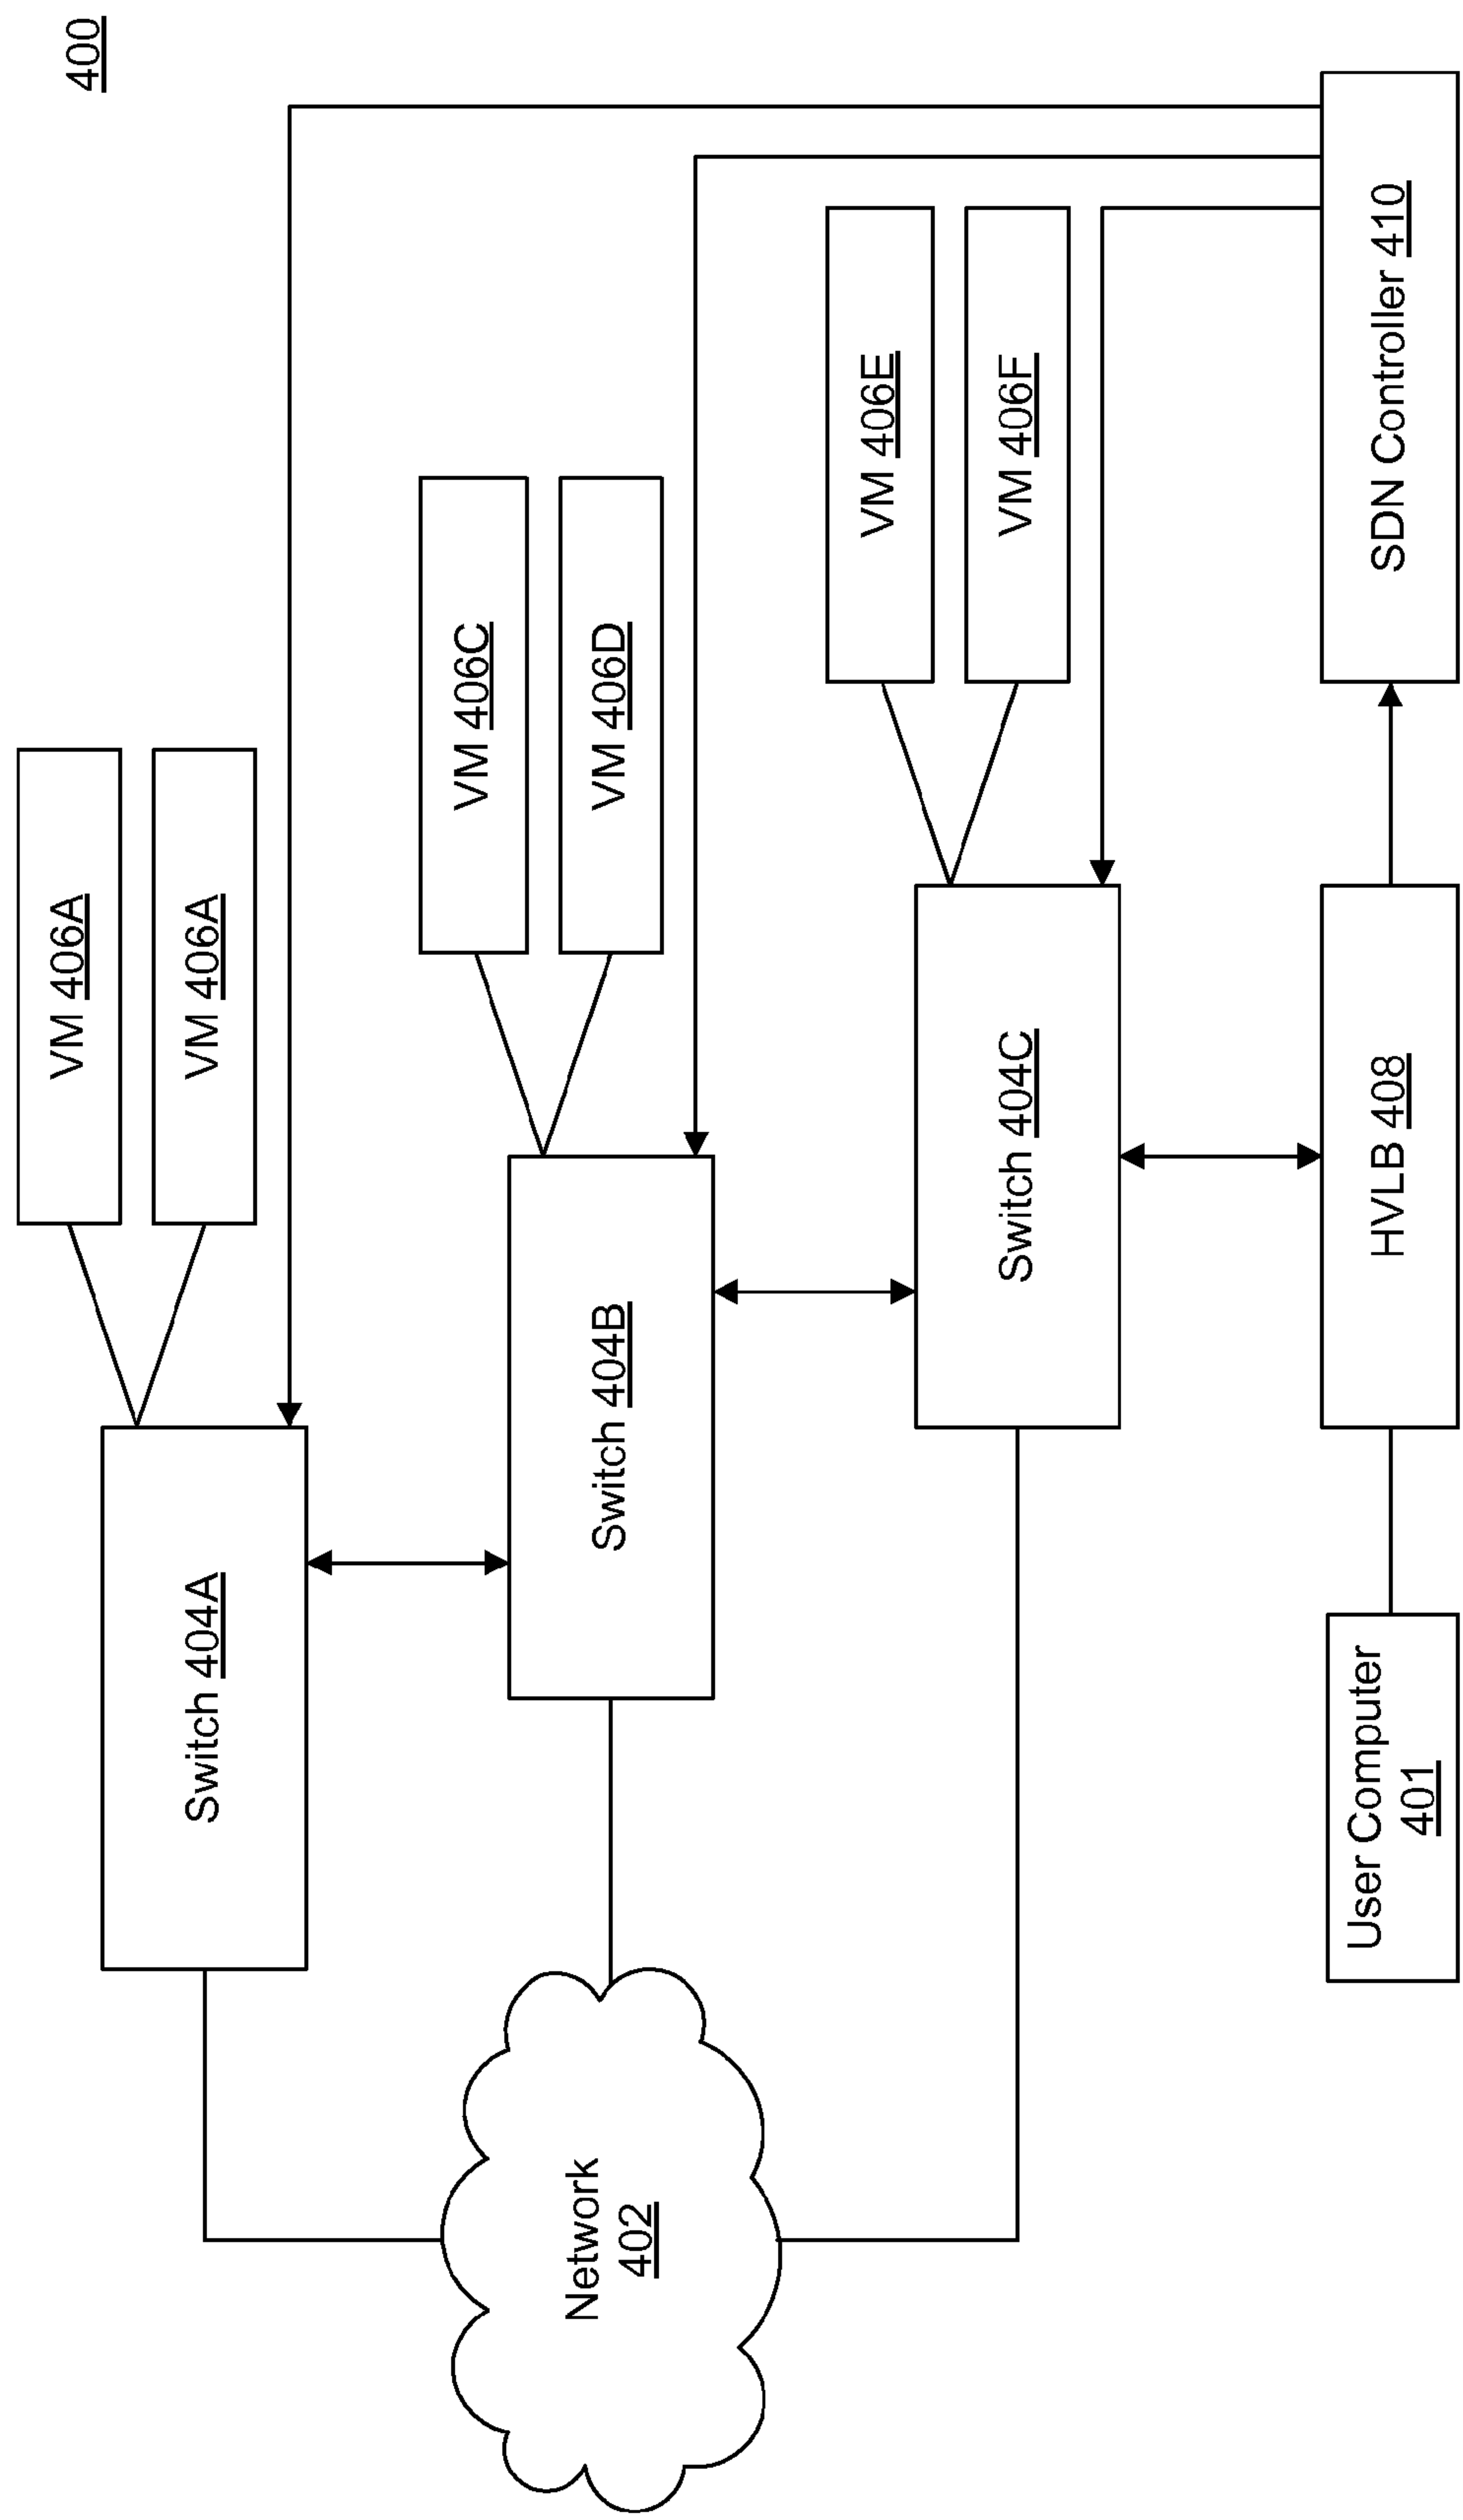 400
VM 406A
VM 406A
Switch 404A
VM 406C
VM 406D
Switch 404B
VM 406E
VM 406F
Switch 404C
Network
402
User Computer
401
HVLB 408
SDN Controller 410